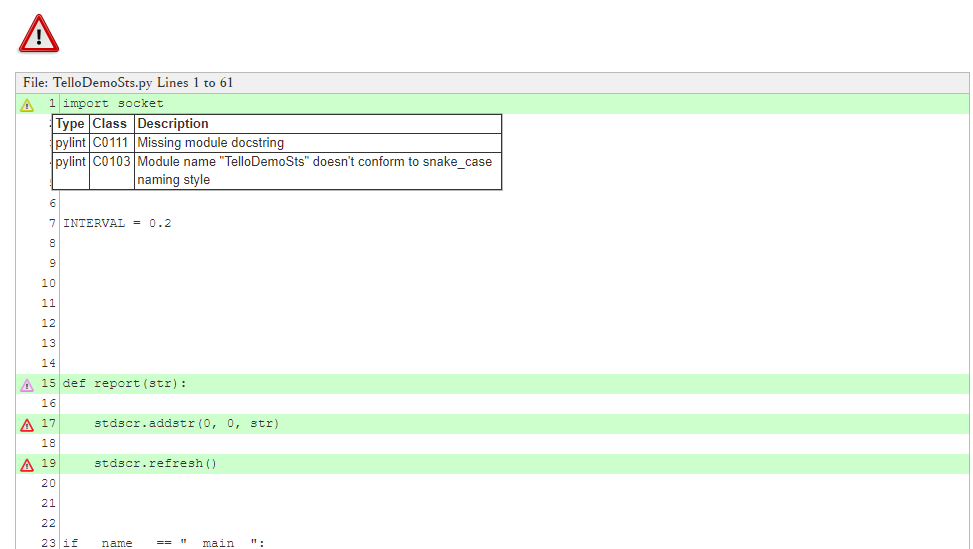 File: TelloDemoSts.py Lines 1 to 61
1 import socket
Type Class Description
pylint C0111 Missing module docstring
pylint C0103 Module name "TelloDemoSts" doesn't conform to snake_case
naming style
6
7 INTERVAL = 0.2
8
9
10
11
12
13
14
15 def report(str):
16
17 stdscr.addstr(0, 0, str)
18
19 stdscr.refresh()
20
21
22
23 if __name__ == "__main__":